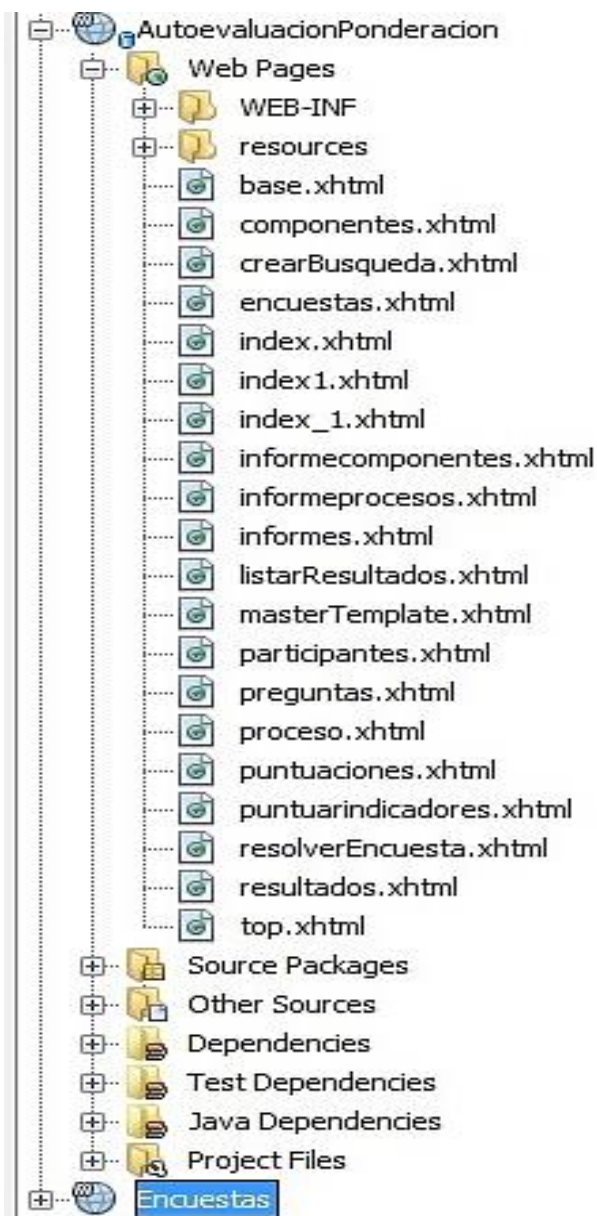 AutoevaluacionPonderacion
Web Pages
WEB-INF
resources
base.xhtml
componentes.xhtml
crearBusqueda.xhtml
encuestas.xhtml
index.xhtml
index1.xhtml
index_1.xhtml
informecomponentes.xhtml
informeprocesos.xhtml
informes.xhtml
listarResultados.xhtml
masterTemplate.xhtml
participantes.xhtml
preguntas.xhtml
proceso.xhtml
puntuaciones.xhtml
puntuarindicadores.xhtml
resolverEncuesta.xhtml
resultados.xhtml
top.xhtml
Source Packages
Other Sources
Dependencies
Test Dependencies
Java Dependencies
Project Files
Encuestas